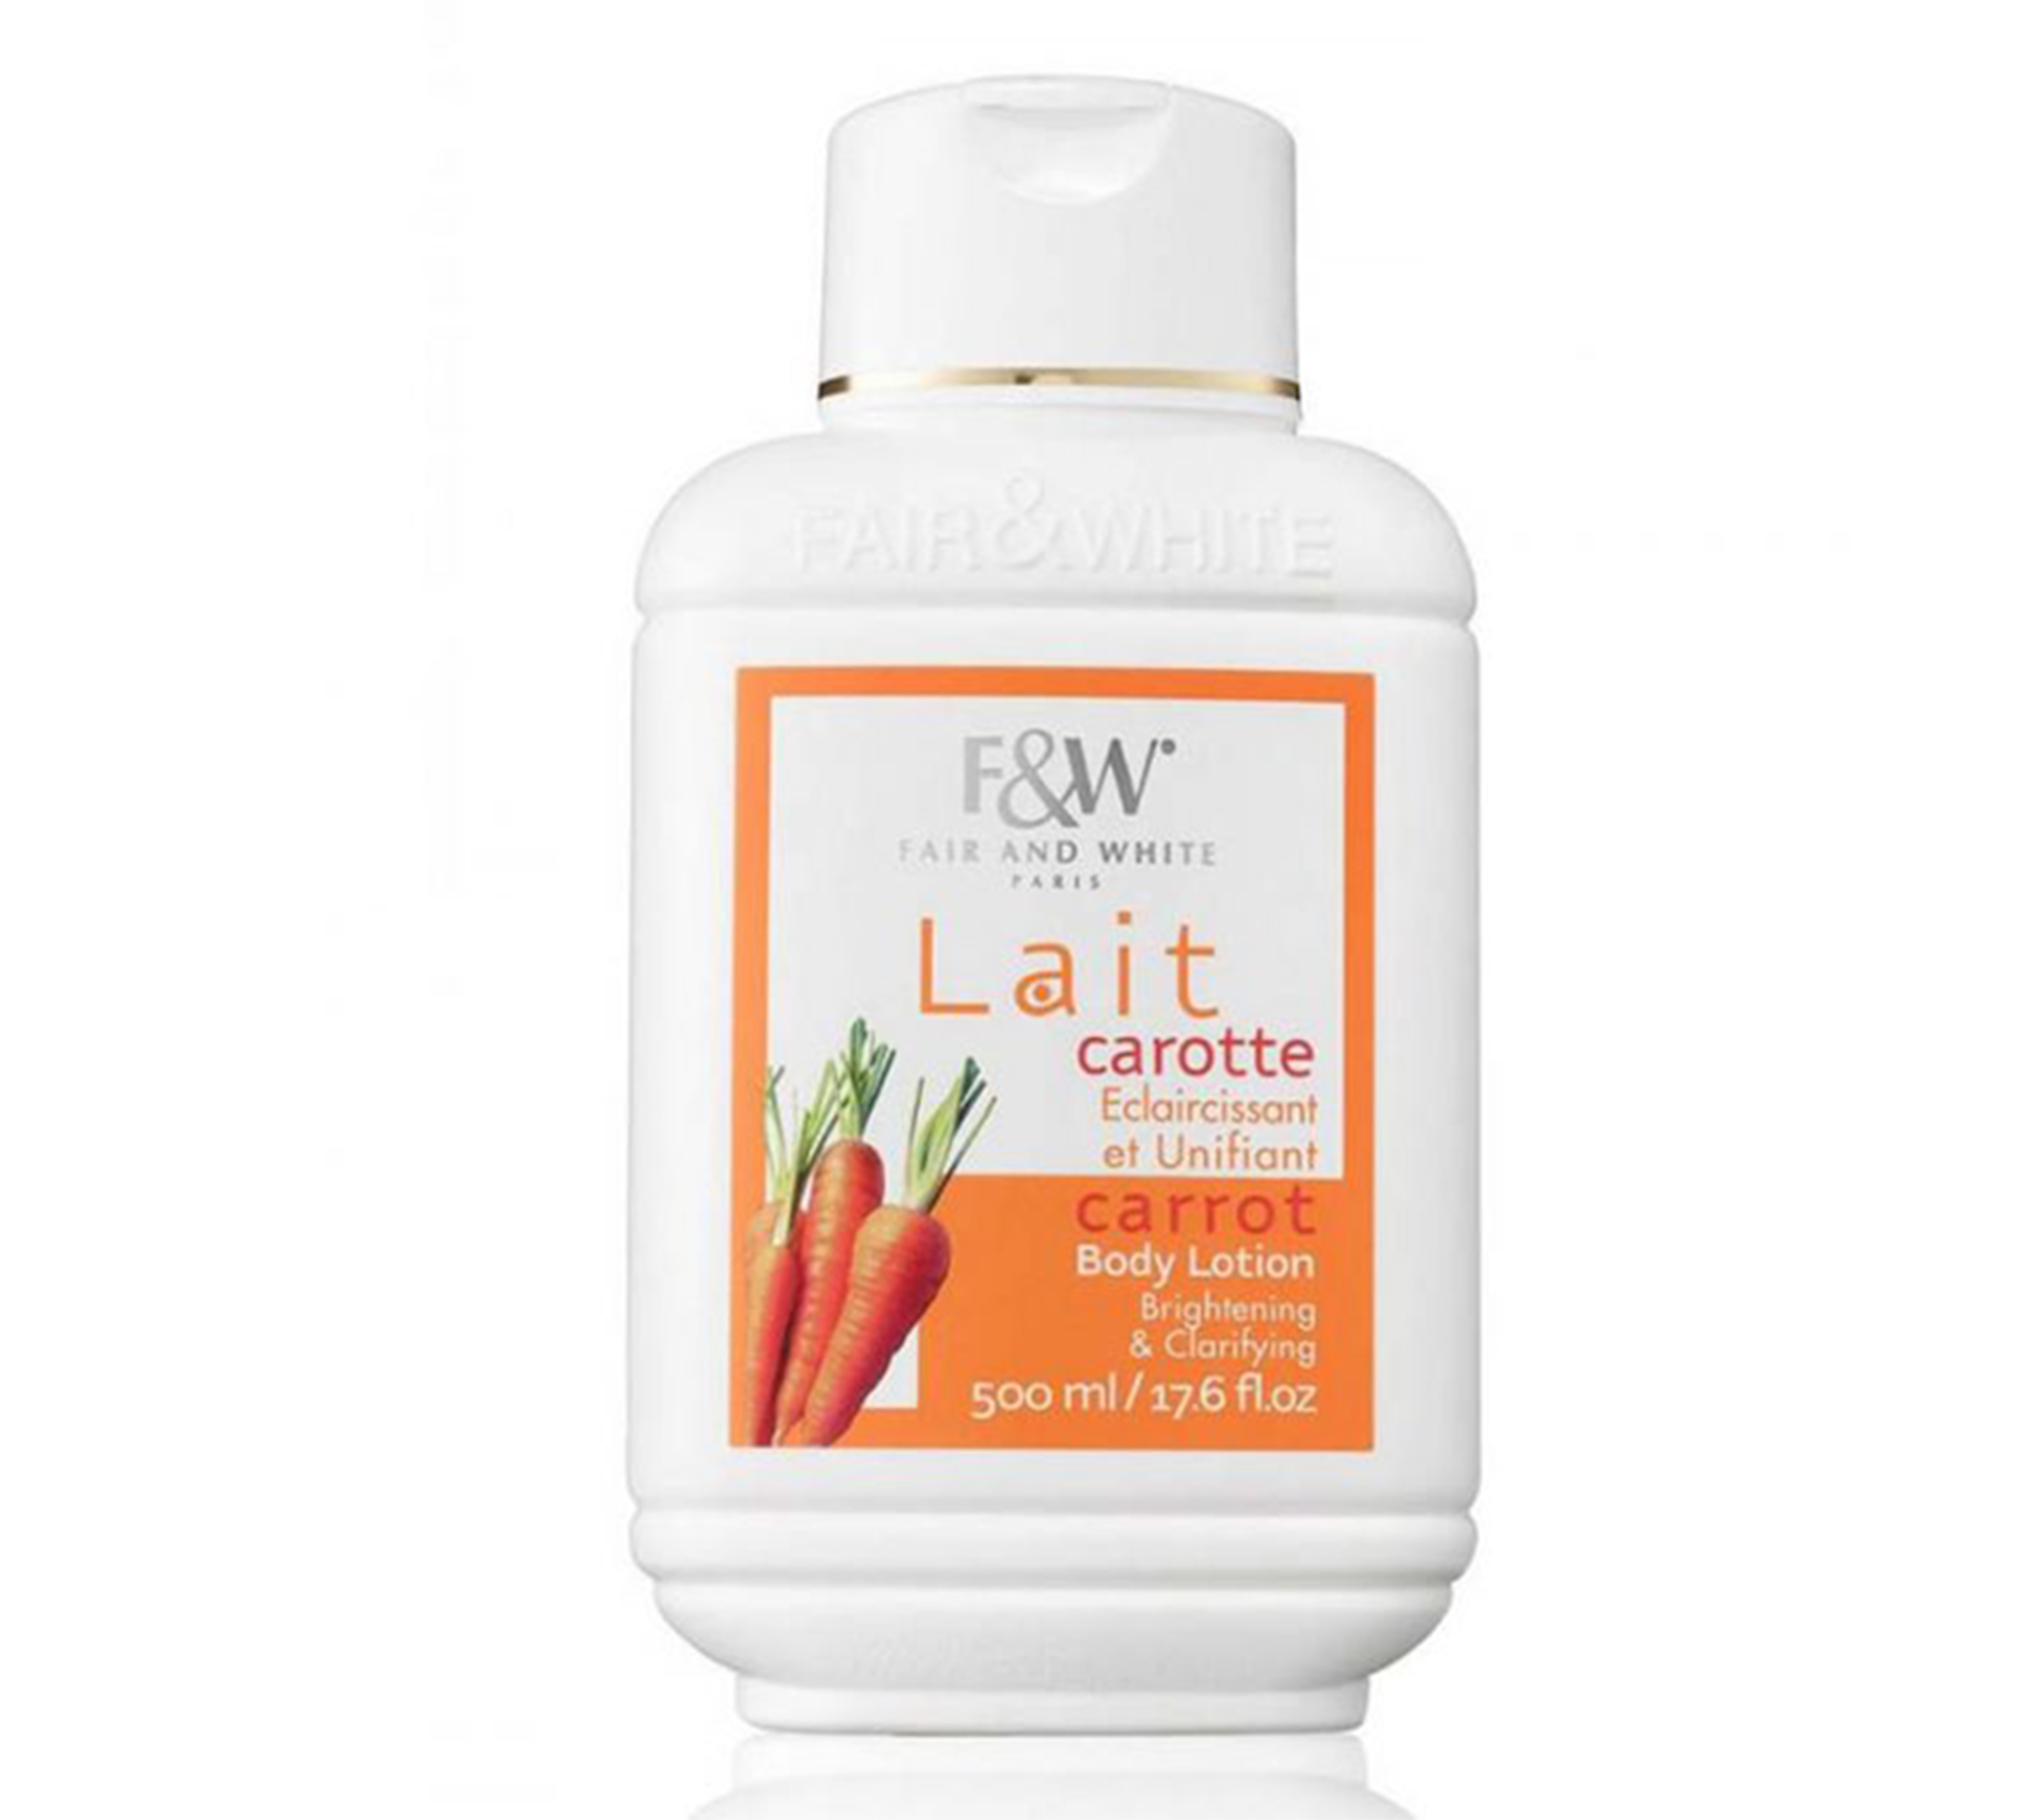 FAIR&WHITE
F&W
FAIR AND WHITE
PARIS
Lait
carotte
Eclaircissant
et Unifiant
carrot
Body Lotion
Brightening
& Clarifying
500 ml / 17.6 fl.oz